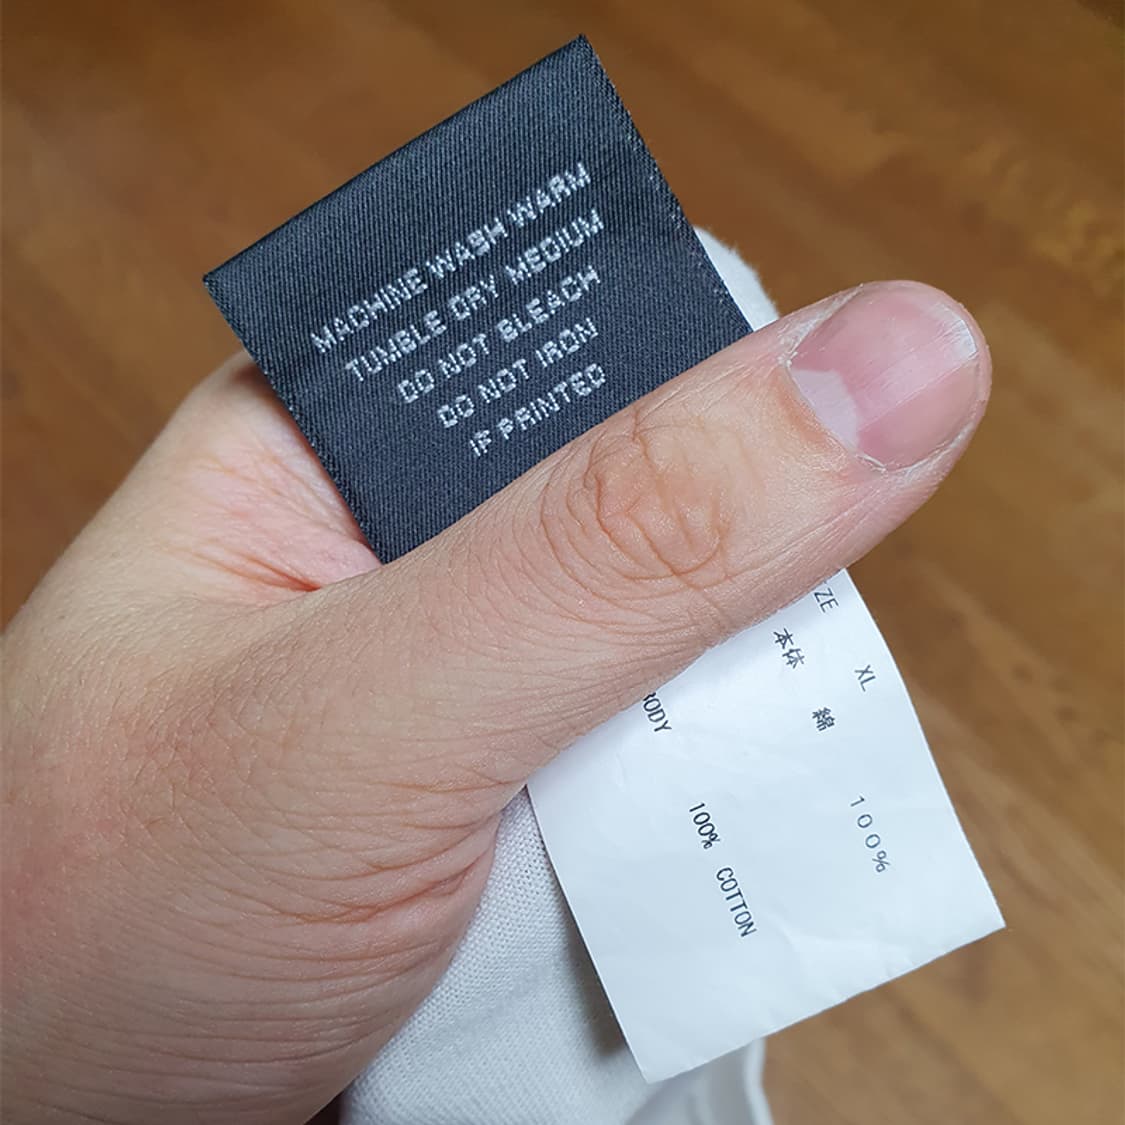 MACHINE WASH WARM
TUMBLE DRY MEDIUM
DO NOT BLEACH
DO NOT IRON
IF PRINTED
ZE XL
本体 綿 100%
BODY 100% COTTON